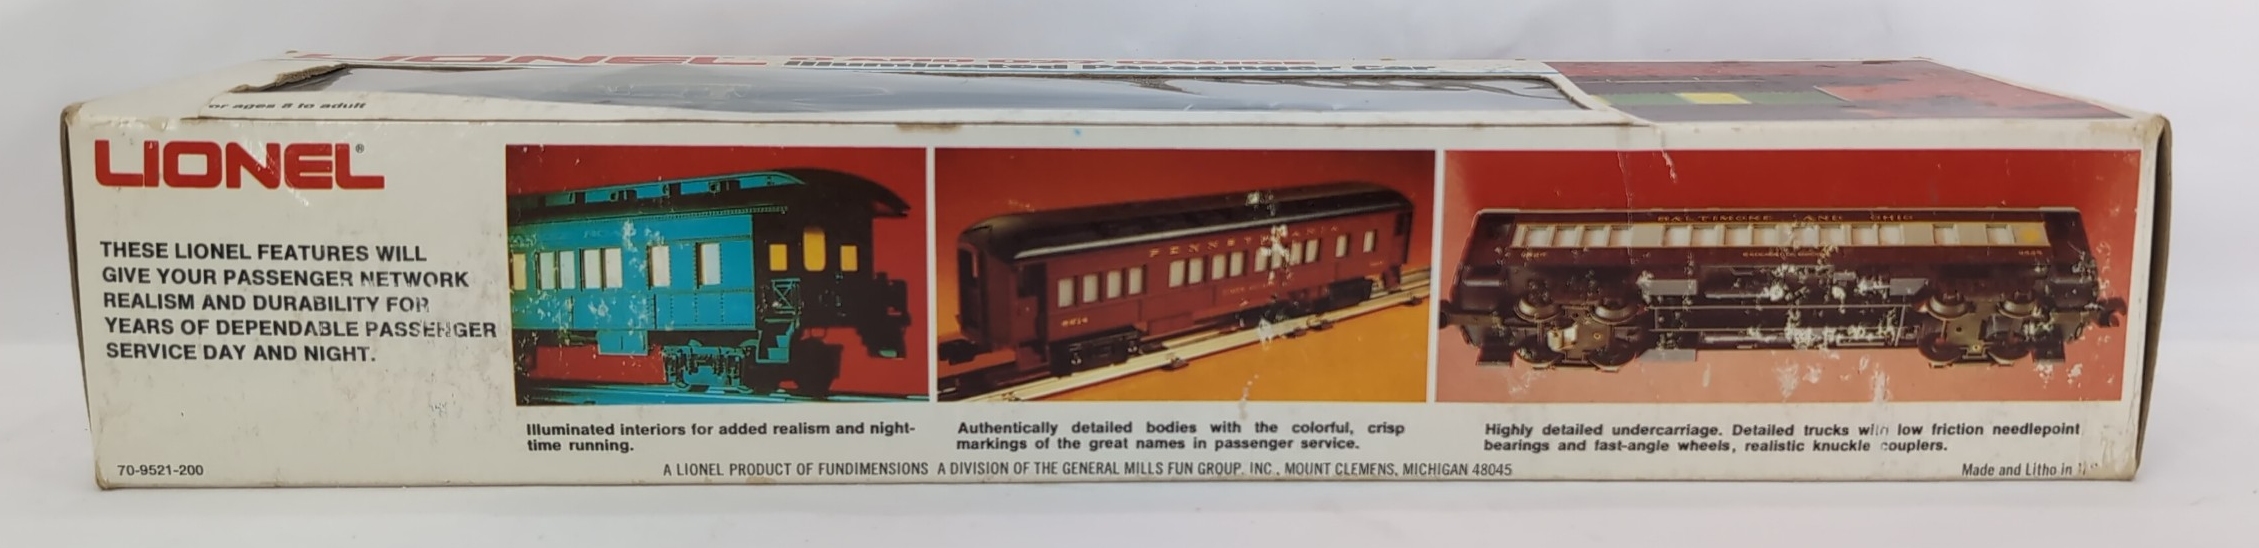 LIONEL
Illuminated Passenger Car
or ages 8 to adult
LIONEL®
THESE LIONEL FEATURES WILL
GIVE YOUR PASSENGER NETWORK
REALISM AND DURABILITY FOR
YEARS OF DEPENDABLE PASSENGER
SERVICE DAY AND NIGHT.
PENNSYLVANIA
BALTIMORE AND OHIO
Illuminated interiors for added realism and night-
time running.
Authentically detailed bodies with the colorful, crisp
markings of the great names in passenger service.
Highly detailed undercarriage. Detailed trucks with low friction needlepoint
bearings and fast-angle wheels, realistic knuckle couplers.
70-9521-200
A LIONEL PRODUCT OF FUNDIMENSIONS A DIVISION OF THE GENERAL MILLS FUN GROUP, INC., MOUNT CLEMENS, MICHIGAN 48045
Made and Litho in